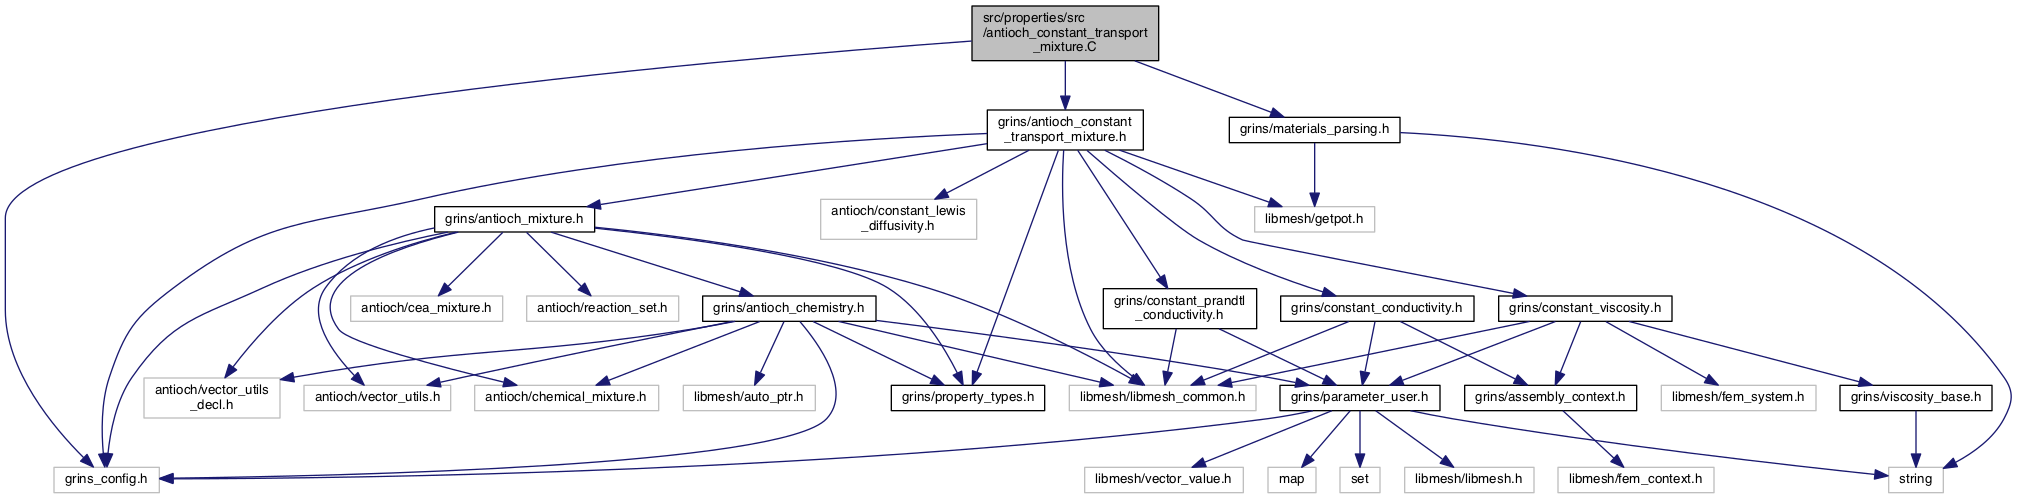 src/properties/src
/antioch_constant_transport
_mixture.C
grins/antioch_constant
_transport_mixture.h
grins/materials_parsing.h
grins/antioch_mixture.h
antioch/constant_lewis
_diffusivity.h
libmesh/getpot.h
antioch/cea_mixture.h
antioch/reaction_set.h
grins/antioch_chemistry.h
grins/constant_prandtl
_conductivity.h
grins/constant_conductivity.h
grins/constant_viscosity.h
antioch/vector_utils
_decl.h
antioch/vector_utils.h
antioch/chemical_mixture.h
libmesh/auto_ptr.h
grins/property_types.h
libmesh/libmesh_common.h
grins/parameter_user.h
grins/assembly_context.h
libmesh/fem_system.h
grins/viscosity_base.h
grins_config.h
libmesh/vector_value.h
map
set
libmesh/libmesh.h
libmesh/fem_context.h
string